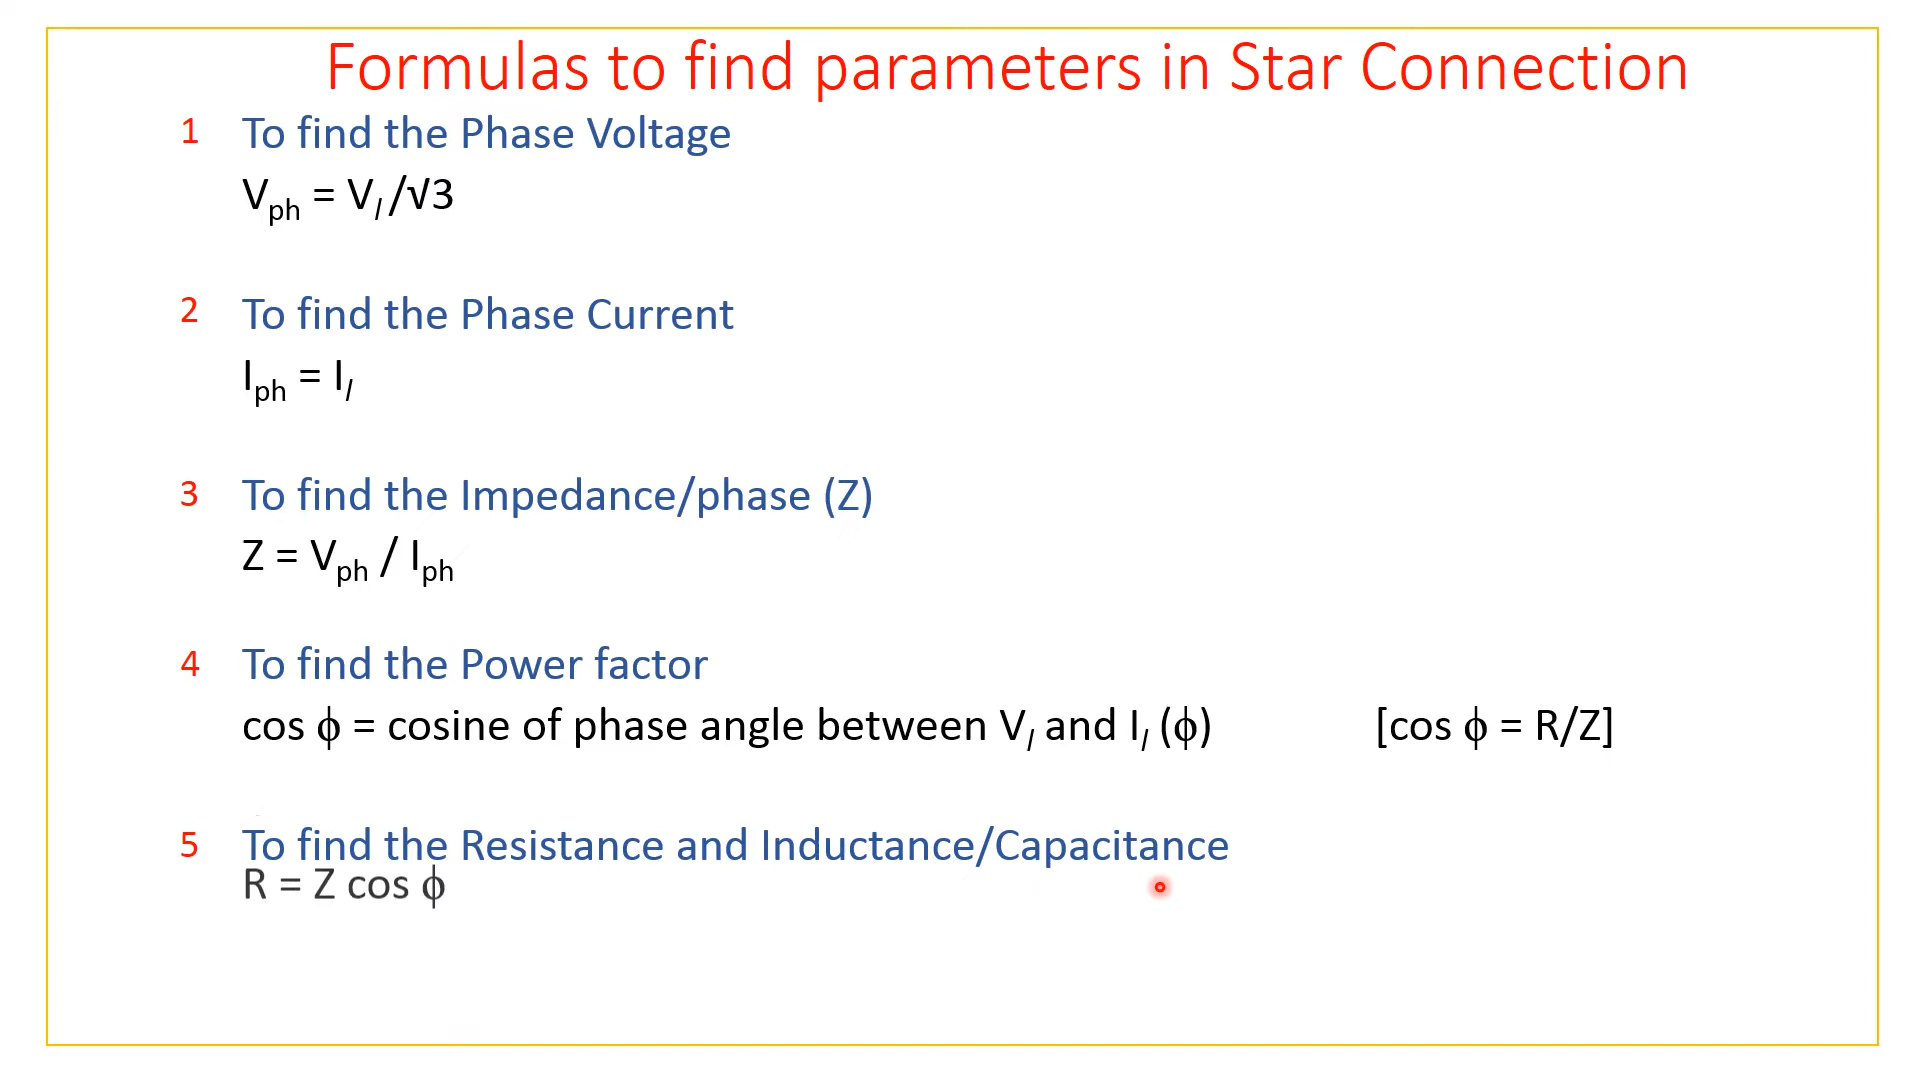 Formulas to find parameters in Star Connection
1 To find the Phase Voltage
Vph = Vl /√3
2 To find the Phase Current
Iph = Il
3 To find the Impedance/phase (Z)
Z = Vph / Iph
4 To find the Power factor
cos ϕ = cosine of phase angle between Vl and Il (ϕ) [cos ϕ = R/Z]
5 To find the Resistance and Inductance/Capacitance
R = Z cos ϕ